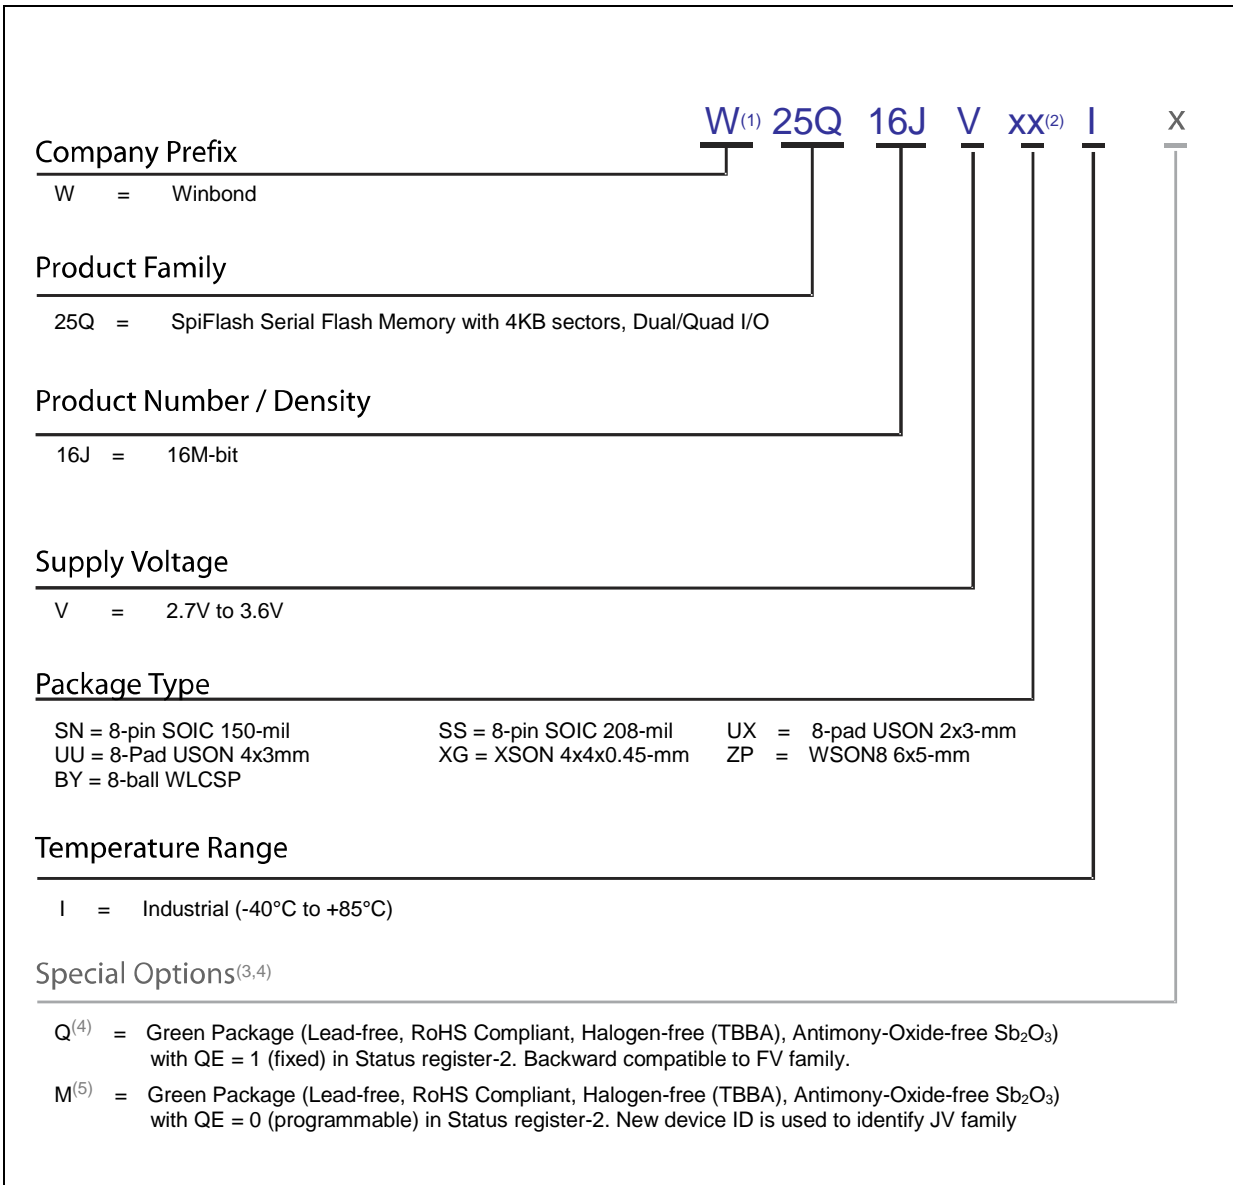 W(1) 25Q 16J V xx(2) I x
Company Prefix
W = Winbond
Product Family
25Q = SpiFlash Serial Flash Memory with 4KB sectors, Dual/Quad I/O
Product Number / Density
16J = 16M-bit
Supply Voltage
V = 2.7V to 3.6V
Package Type
SN = 8-pin SOIC 150-mil SS = 8-pin SOIC 208-mil UX = 8-pad USON 2x3-mm
UU = 8-Pad USON 4x3mm XG = XSON 4x4x0.45-mm ZP = WSON8 6x5-mm
BY = 8-ball WLCSP
Temperature Range
I = Industrial (-40°C to +85°C)
Special Options(3,4)
Q(4) = Green Package (Lead-free, RoHS Compliant, Halogen-free (TBBA), Antimony-Oxide-free Sb₂O₃)
with QE = 1 (fixed) in Status register-2. Backward compatible to FV family.
M(5) = Green Package (Lead-free, RoHS Compliant, Halogen-free (TBBA), Antimony-Oxide-free Sb₂O₃)
with QE = 0 (programmable) in Status register-2. New device ID is used to identify JV family